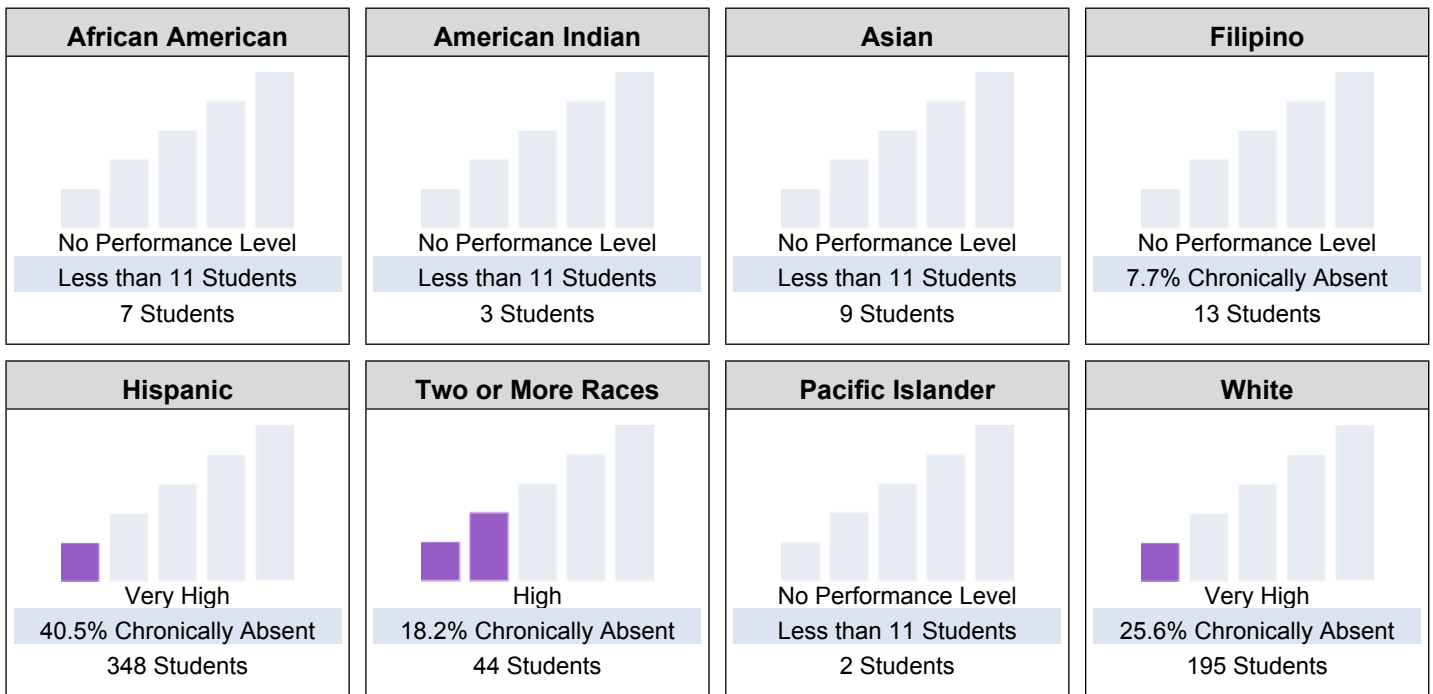 African American
No Performance Level
Less than 11 Students
7 Students
American Indian
No Performance Level
Less than 11 Students
3 Students
Asian
No Performance Level
Less than 11 Students
9 Students
Filipino
No Performance Level
7.7% Chronically Absent
13 Students
Hispanic
Very High
40.5% Chronically Absent
348 Students
Two or More Races
High
18.2% Chronically Absent
44 Students
Pacific Islander
No Performance Level
Less than 11 Students
2 Students
White
Very High
25.6% Chronically Absent
195 Students